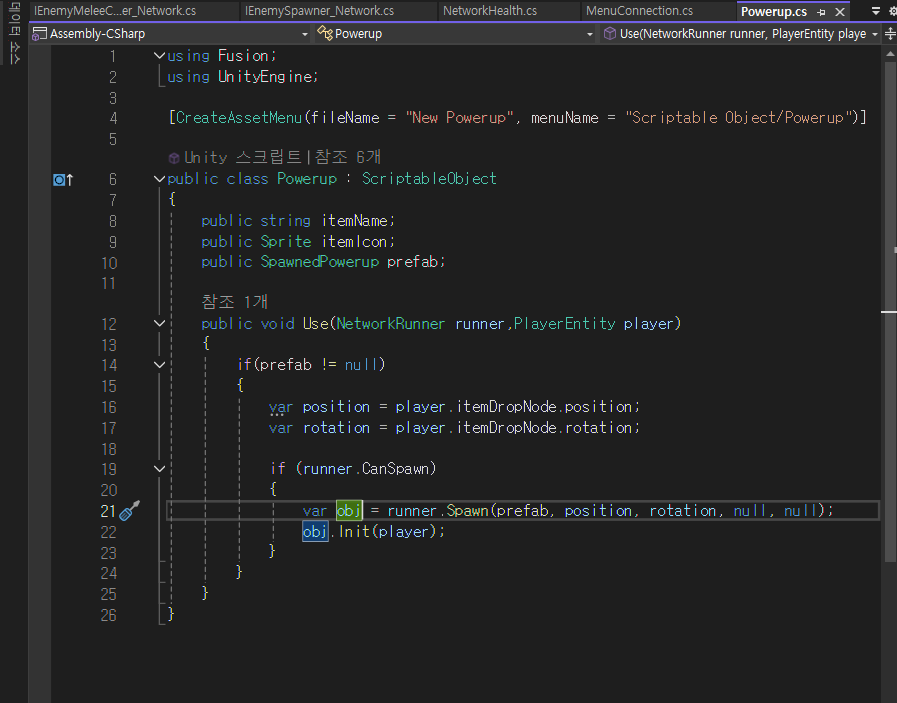 데이터 소스
IEnemyMeleeC...er_Network.cs IEnemySpawner_Network.cs NetworkHealth.cs MenuConnection.cs Powerup.cs
Assembly-CSharp Powerup Use(NetworkRunner runner, PlayerEntity playe
1 using Fusion;
2 using UnityEngine;
3
4 [CreateAssetMenu(fileName = "New Powerup", menuName = "Scriptable Object/Powerup")]
5
Unity 스크립트|참조 6개
6 public class Powerup : ScriptableObject
7 {
8 public string itemName;
9 public Sprite itemIcon;
10 public SpawnedPowerup prefab;
11
참조 1개
12 public void Use(NetworkRunner runner,PlayerEntity player)
13 {
14 if(prefab != null)
15 {
16 var position = player.itemDropNode.position;
17 var rotation = player.itemDropNode.rotation;
18
19 if (runner.CanSpawn)
20 {
21 var obj = runner.Spawn(prefab, position, rotation, null, null);
22 obj.Init(player);
23 }
24 }
25 }
26 }